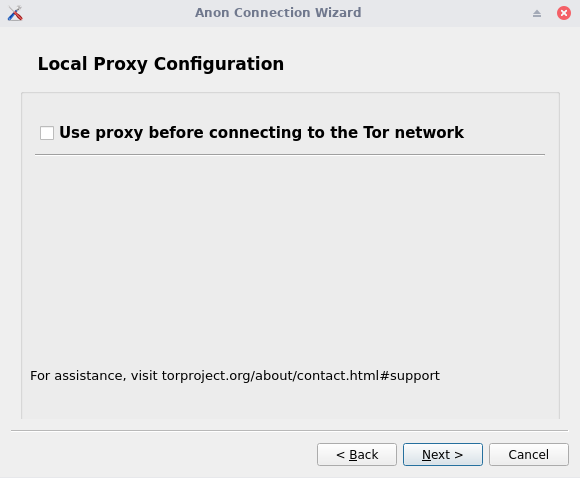 Anon Connection Wizard
Local Proxy Configuration
Use proxy before connecting to the Tor network
For assistance, visit torproject.org/about/contact.html#support
< Back Next > Cancel